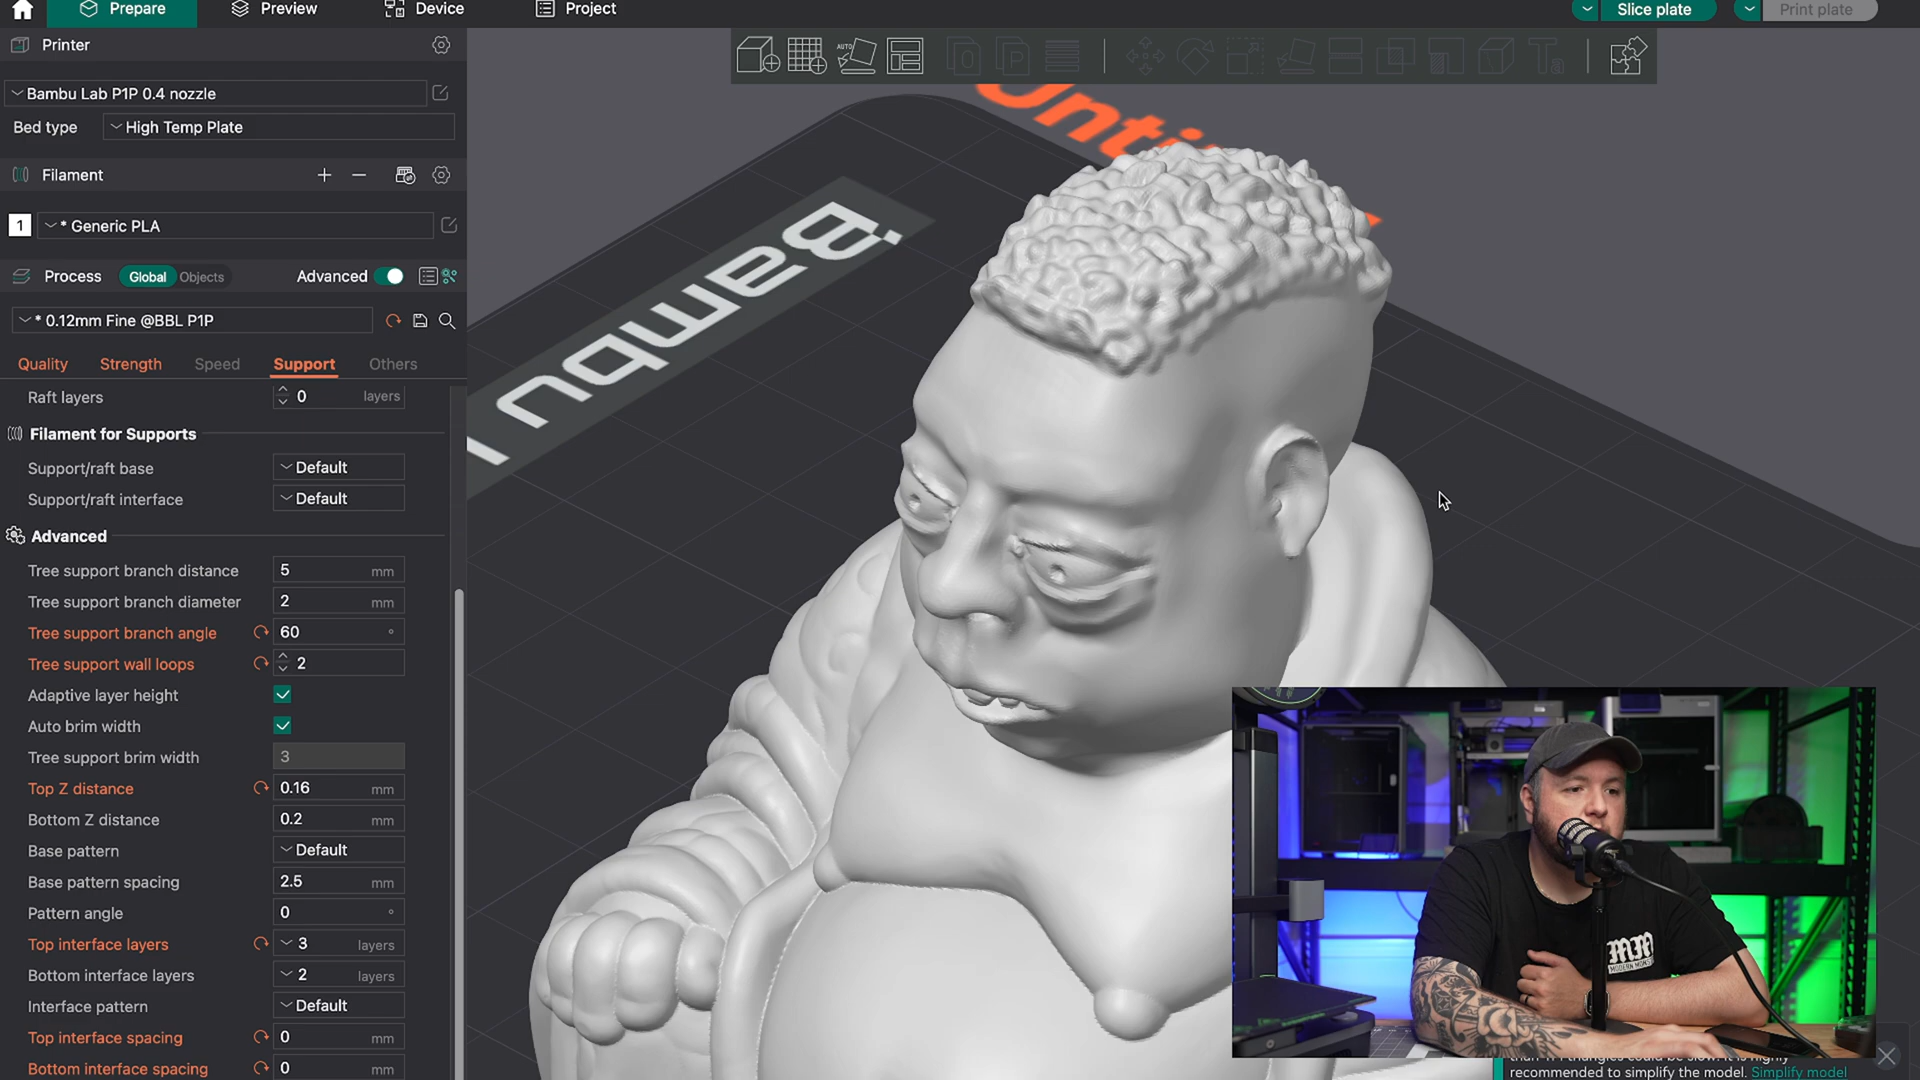 Prepare
Preview
Device
Project
Slice plate
Print plate
Printer
Bambu Lab P1P 0.4 nozzle
Bed type
High Temp Plate
Filament
1
* Generic PLA
Process
Global
Objects
Advanced
* 0.12mm Fine @BBL P1P
Quality
Strength
Speed
Support
Others
Raft layers
0
layers
Filament for Supports
Support/raft base
Default
Support/raft interface
Default
Advanced
Tree support branch distance
5
mm
Tree support branch diameter
2
mm
Tree support branch angle
60
°
Tree support wall loops
2
Adaptive layer height
Auto brim width
Tree support brim width
3
Top Z distance
0.16
mm
Bottom Z distance
0.2
mm
Base pattern
Default
Base pattern spacing
2.5
mm
Pattern angle
0
°
Top interface layers
3
layers
Bottom interface layers
2
layers
Interface pattern
Default
Top interface spacing
0
mm
Bottom interface spacing
0
mm
AUTO
Unti
Bambu
MM
recommended to simplify the model. Simplify model